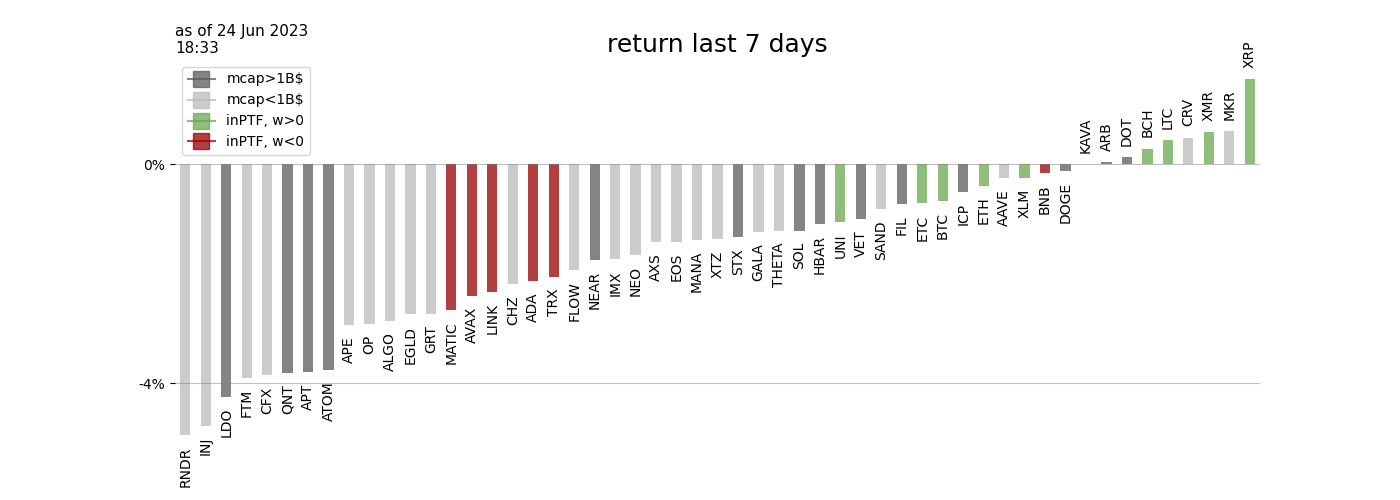 as of 24 Jun 2023
18:33
return last 7 days
mcap>1B$
mcap<1B$
inPTF, w>0
inPTF, w<0
0%
-4%
RNDR
INJ
LDO
FTM
CFX
QNT
APT
ATOM
APE
OP
ALGO
EGLD
GRT
MATIC
AVAX
LINK
CHZ
ADA
TRX
FLOW
NEAR
IMX
NEO
AXS
EOS
MANA
XTZ
STX
GALA
THETA
SOL
HBAR
UNI
VET
SAND
FIL
ETC
BTC
ICP
ETH
AAVE
XLM
BNB
DOGE
KAVA
ARB
DOT
BCH
LTC
CRV
XMR
MKR
XRP